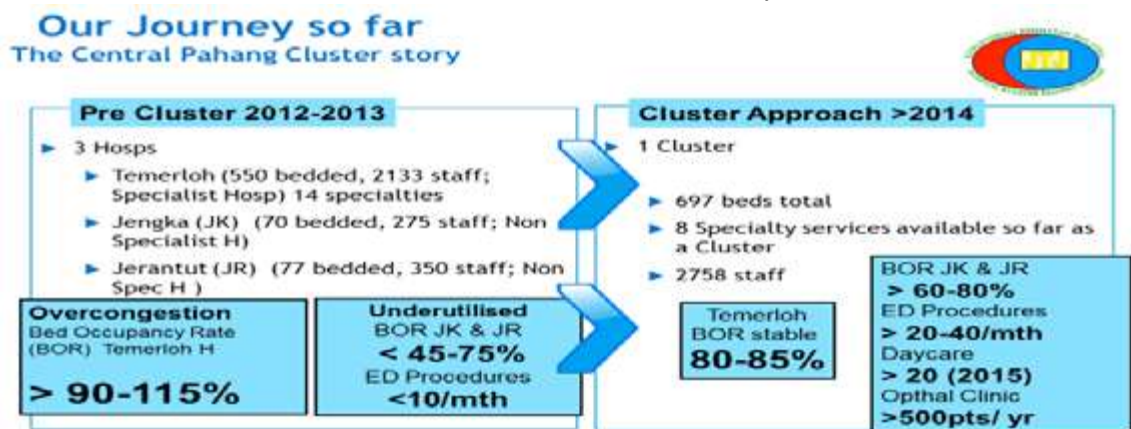 Our Journey so far
The Central Pahang Cluster story
Pre Cluster 2012-2013
► 3 Hosps
► Temerloh (550 bedded, 2133 staff;
Specialist Hosp) 14 specialties
► Jengka (JK) (70 bedded, 275 staff; Non
Specialist H)
► Jerantut (JR) (77 bedded, 350 staff; Non
Spec H )
Overcongestion
Bed Occupancy Rate
(BOR) Temerloh H
> 90-115%
Underutilised
BOR JK & JR
< 45-75%
ED Procedures
<10/mth
Cluster Approach >2014
► 1 Cluster
► 697 beds total
► 8 Specialty services available so far as
a Cluster
► 2758 staff
Temerloh
BOR stable
80-85%
BOR JK & JR
> 60-80%
ED Procedures
> 20-40/mth
Daycare
> 20 (2015)
Opthal Clinic
>500pts/ yr